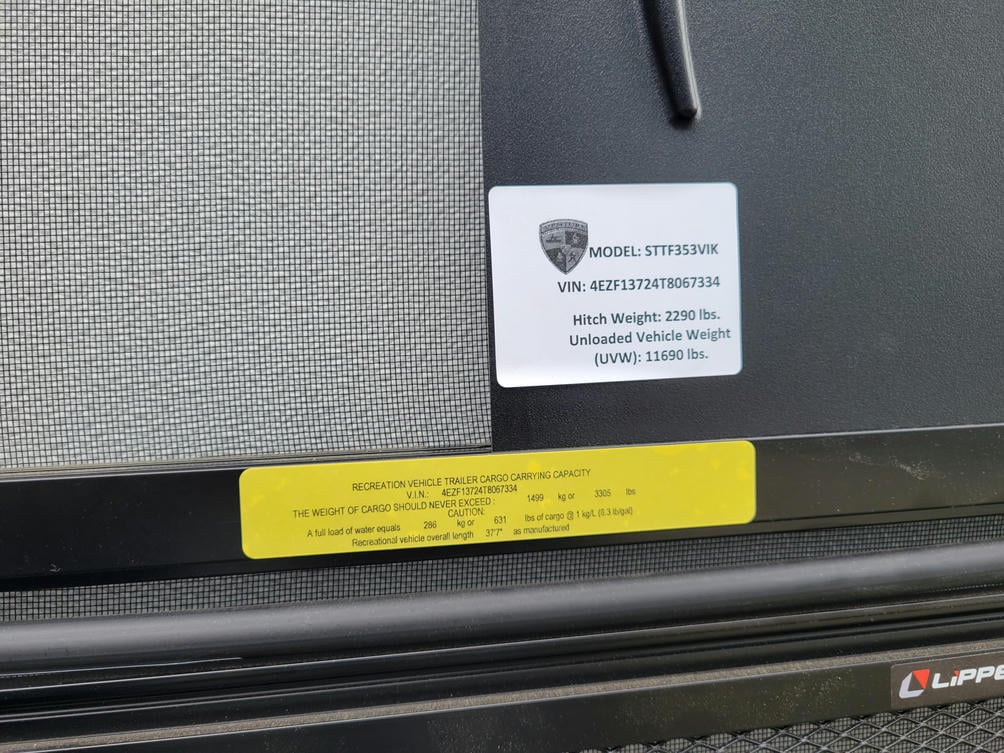 MODEL: STTF353VIK
VIN: 4EZF13724T8067334
Hitch Weight: 2290 lbs.
Unloaded Vehicle Weight
(UVW): 11690 lbs.
RECREATION VEHICLE TRAILER CARGO CARRYING CAPACITY
V.I.N.: 4EZF13724T8067334
THE WEIGHT OF CARGO SHOULD NEVER EXCEED : 1499 kg or 3305 lbs
CAUTION:
A full load of water equals 286 kg or 631 lbs of cargo @ 1 kg/L (8.3 lb/gal)
Recreational vehicle overall length 37'7" as manufactured
LIPPE